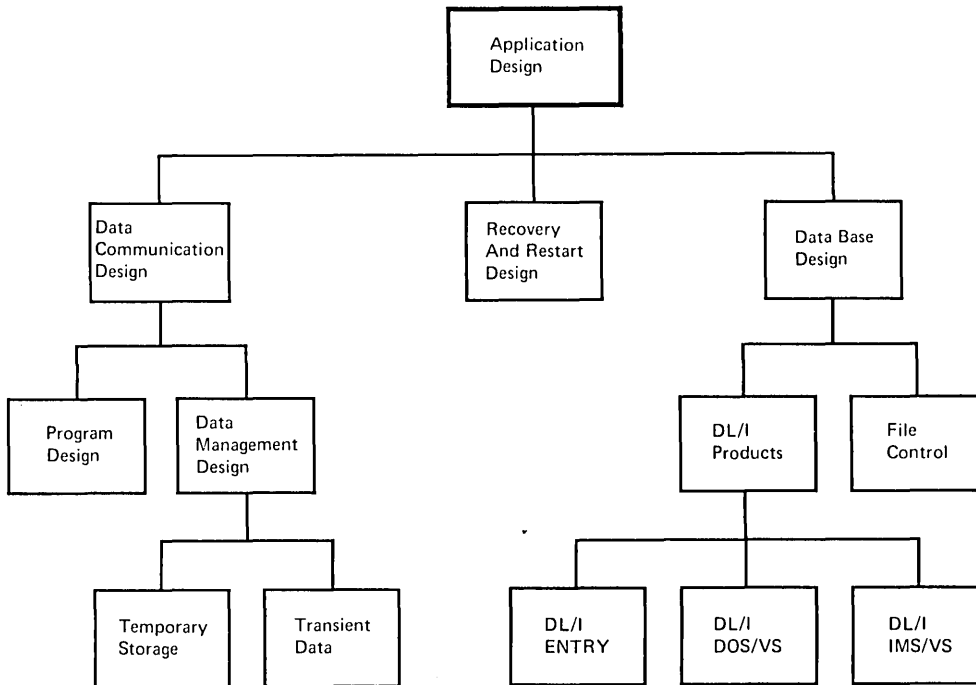 Application
Design
Data
Communication
Design
Recovery
And Restart
Design
Data Base
Design
Program
Design
Data
Management
Design
DL/I
Products
File
Control
Temporary
Storage
Transient
Data
DL/I
ENTRY
DL/I
DOS/VS
DL/I
IMS/VS